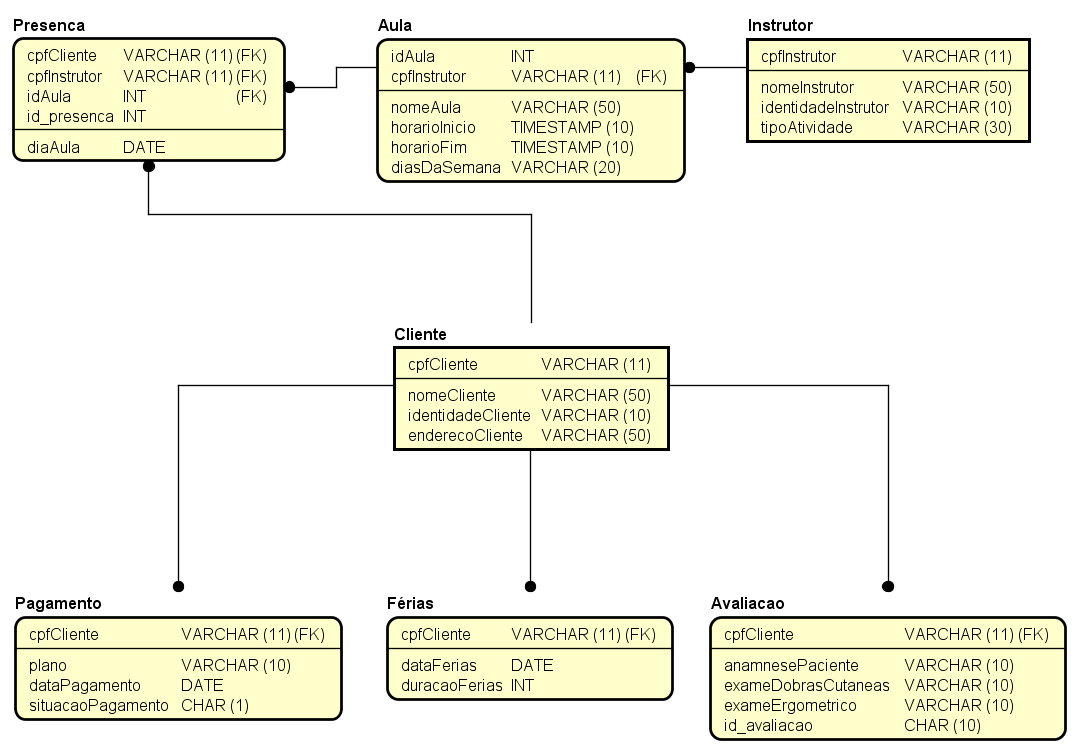 Presenca
cpfCliente VARCHAR (11) (FK)
cpfInstrutor VARCHAR (11) (FK)
idAula INT (FK)
id_presenca INT
diaAula DATE
Aula
idAula INT
cpfInstrutor VARCHAR (11) (FK)
nomeAula VARCHAR (50)
horarioInicio TIMESTAMP (10)
horarioFim TIMESTAMP (10)
diasDaSemana VARCHAR (20)
Instrutor
cpfInstrutor VARCHAR (11)
nomeInstrutor VARCHAR (50)
identidadeInstrutor VARCHAR (10)
tipoAtividade VARCHAR (30)
Cliente
cpfCliente VARCHAR (11)
nomeCliente VARCHAR (50)
identidadeCliente VARCHAR (10)
enderecoCliente VARCHAR (50)
Pagamento
cpfCliente VARCHAR (11) (FK)
plano VARCHAR (10)
dataPagamento DATE
situacaoPagamento CHAR (1)
Férias
cpfCliente VARCHAR (11) (FK)
dataFerias DATE
duracaoFerias INT
Avaliacao
cpfCliente VARCHAR (11) (FK)
anamnesePaciente VARCHAR (10)
exameDobrasCutaneas VARCHAR (10)
exameErgometrico VARCHAR (10)
id_avaliacao CHAR (10)